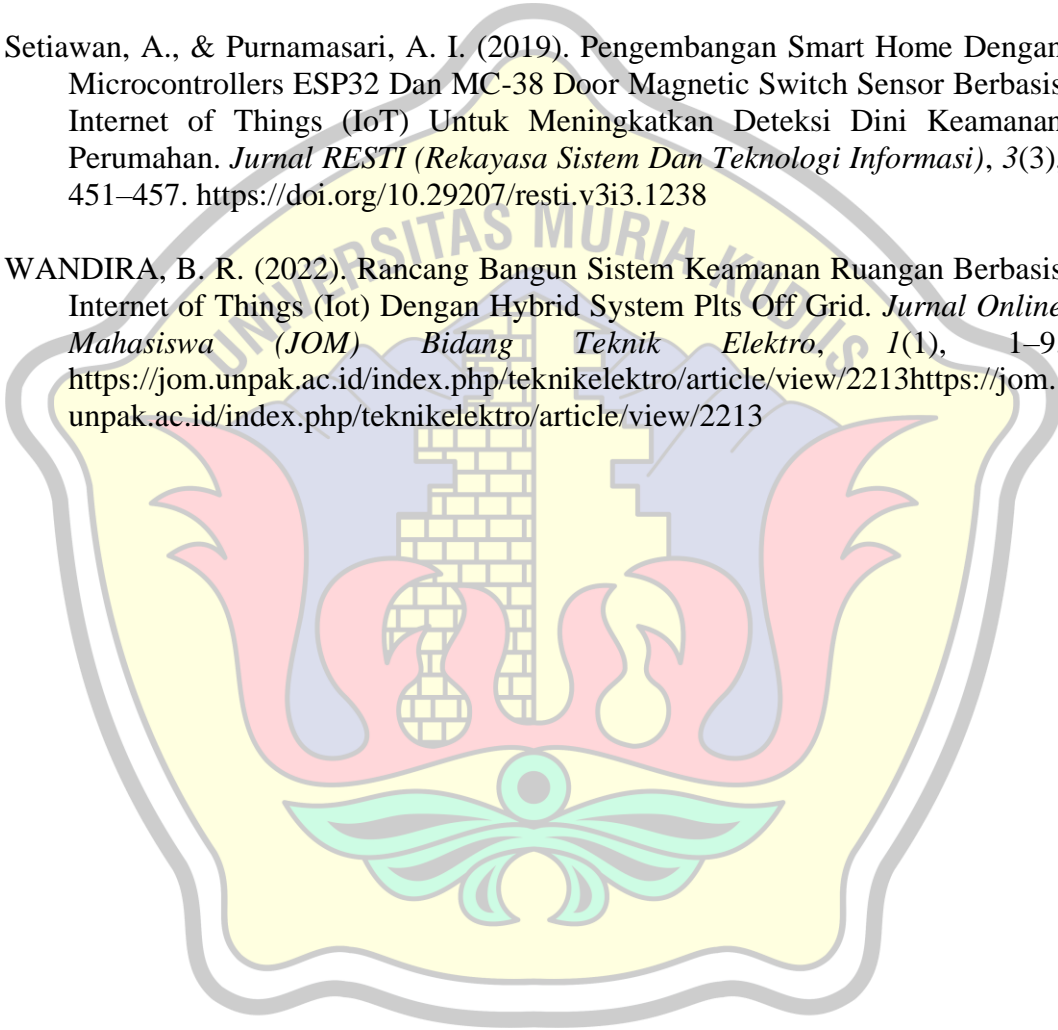 Setiawan, A., & Purnamasari, A. I. (2019). Pengembangan Smart Home Dengan
Microcontrollers ESP32 Dan MC-38 Door Magnetic Switch Sensor Berbasis
Internet of Things (IoT) Untuk Meningkatkan Deteksi Dini Keamanan
Perumahan. Jurnal RESTI (Rekayasa Sistem Dan Teknologi Informasi), 3(3),
451–457. https://doi.org/10.29207/resti.v3i3.1238
UNIVERSITAS MURIA KUDUS
WANDIRA, B. R. (2022). Rancang Bangun Sistem Keamanan Ruangan Berbasis
Internet of Things (Iot) Dengan Hybrid System Plts Off Grid. Jurnal Online
Mahasiswa (JOM) Bidang Teknik Elektro, 1(1), 1–9
https://jom.unpak.ac.id/index.php/teknikelektro/article/view/2213https://jom.
unpak.ac.id/index.php/teknikelektro/article/view/2213